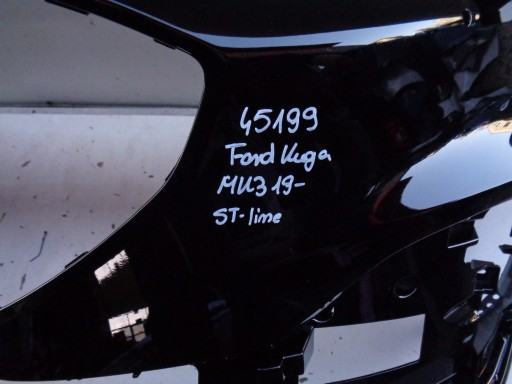 45199
Ford Kuga
MK3 19-
ST-line